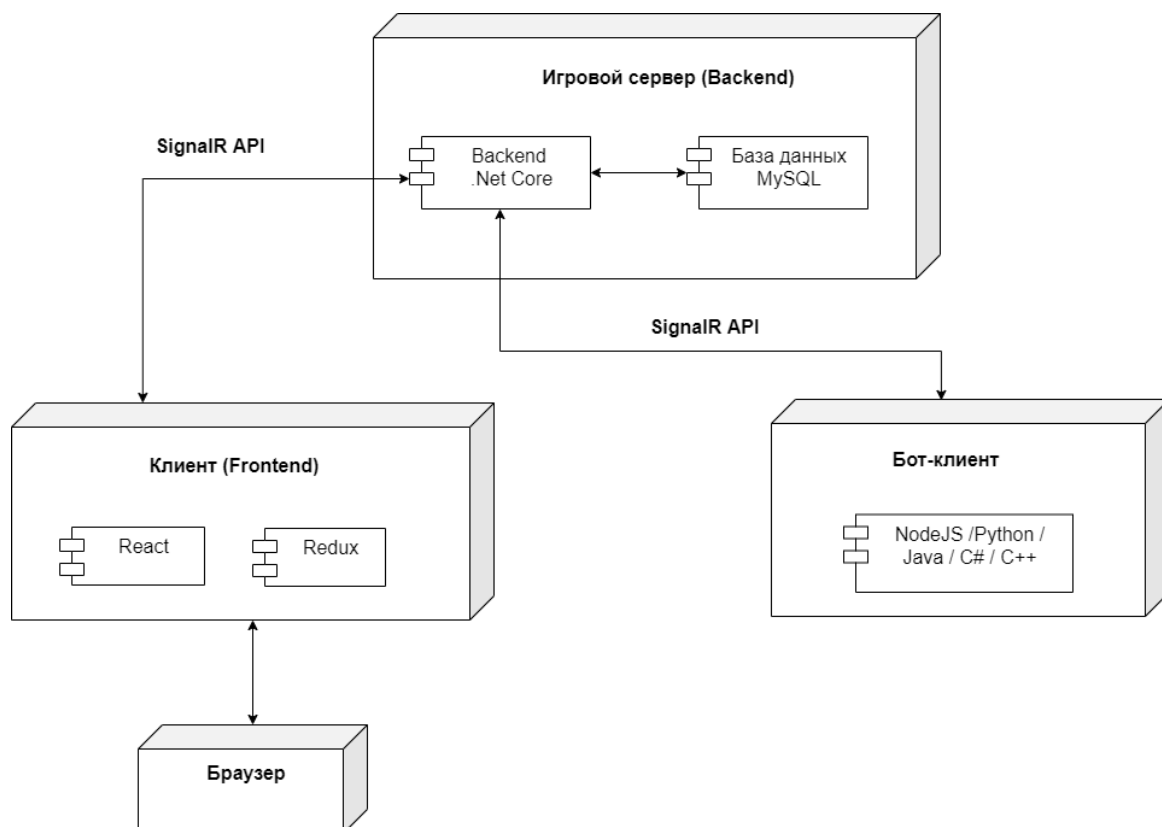 Игровой сервер (Backend)
SignalR API
Backend
.Net Core
База данных
MySQL
SignalR API
Клиент (Frontend)
React
Redux
Бот-клиент
NodeJS /Python /
Java / C# / C++
Браузер